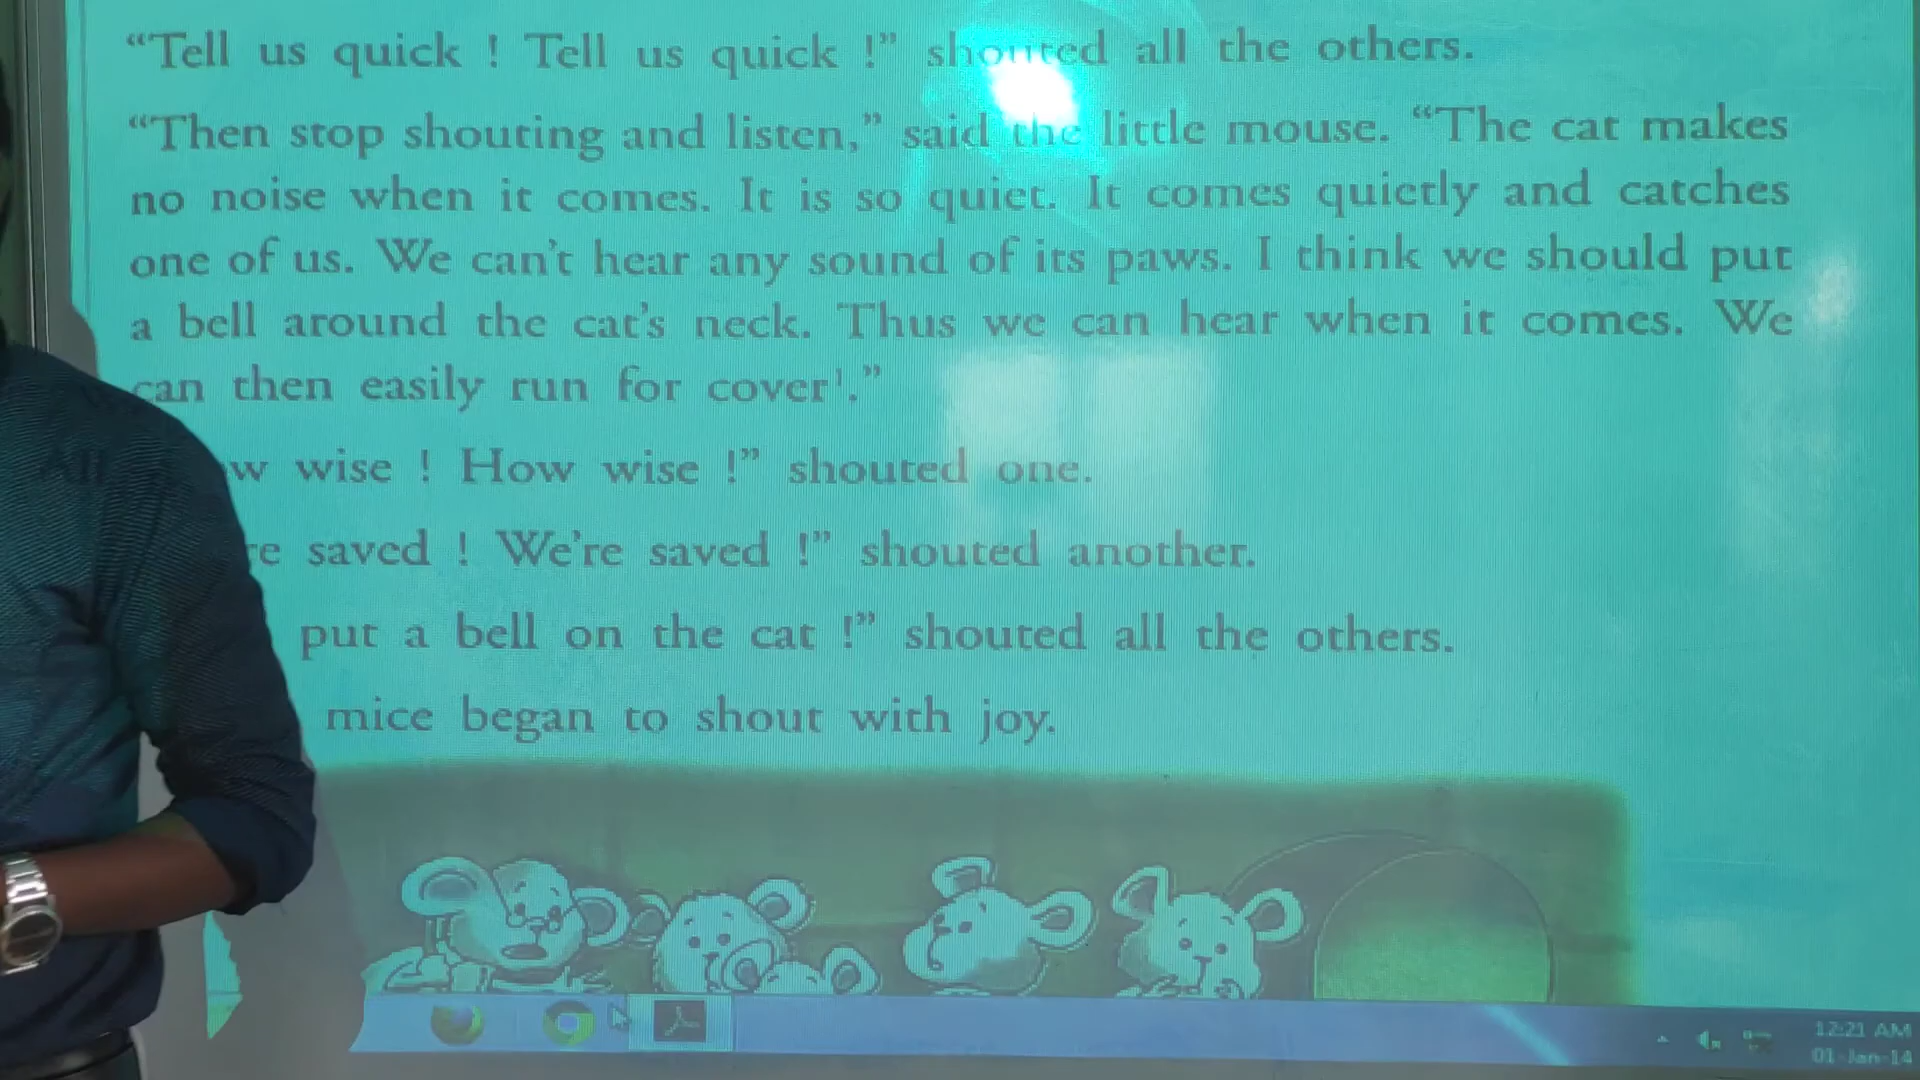 “Tell us quick ! Tell us quick !” shouted all the others.
“Then stop shouting and listen,” said the little mouse. “The cat makes
no noise when it comes. It is so quiet. It comes quietly and catches
one of us. We can't hear any sound of its paws. I think we should put
a bell around the cat's neck. Thus we can hear when it comes. We
can then easily run for cover¹.”
wise ! How wise !” shouted one.
saved ! We're saved !” shouted another.
put a bell on the cat !” shouted all the others.
All mice began to shout with joy.
12:21 AM
01-Jan-14